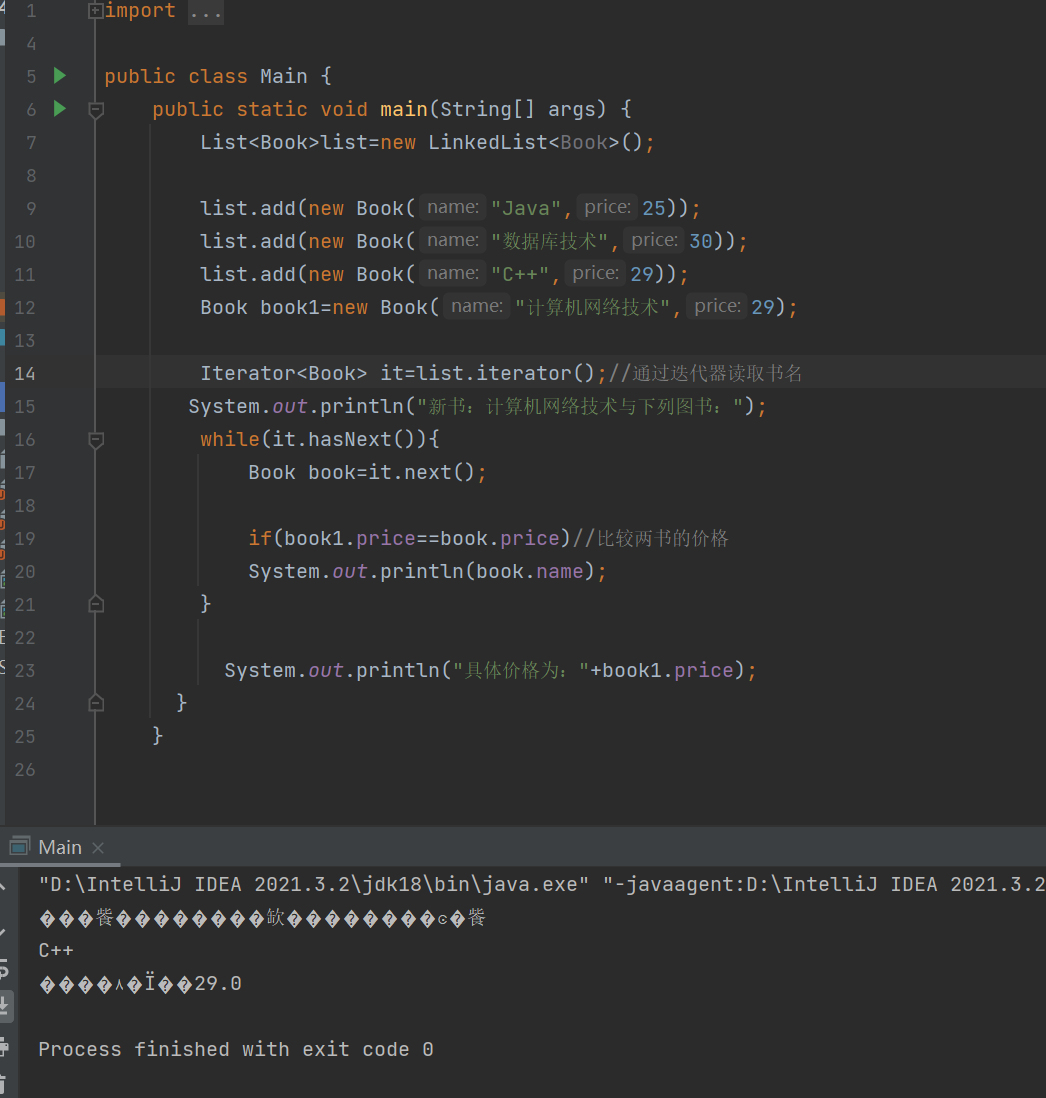 1 import ...
4
5 public class Main {
6 public static void main(String[] args) {
7 List<Book>list=new LinkedList<Book>();
8
9 list.add(new Book( name: "Java", price: 25));
10 list.add(new Book( name: "数据库技术", price: 30));
11 list.add(new Book( name: "C++", price: 29));
12 Book book1=new Book( name: "计算机网络技术", price: 29);
13
14 Iterator<Book> it=list.iterator();//通过迭代器读取书名
15 System.out.println("新书：计算机网络技术与下列图书：");
16 while(it.hasNext()){
17 Book book=it.next();
18
19 if(book1.price==book.price)//比较两书的价格
20 System.out.println(book.name);
21 }
22
23 System.out.println("具体价格为："+book1.price);
24 }
25 }
26
Main
"D:\IntelliJ IDEA 2021.3.2\jdk18\bin\java.exe" "-javaagent:D:\IntelliJ IDEA 2021.3.2
���飺��������缼��������ͼ�飺
C++
����۸�Ϊ��29.0
Process finished with exit code 0